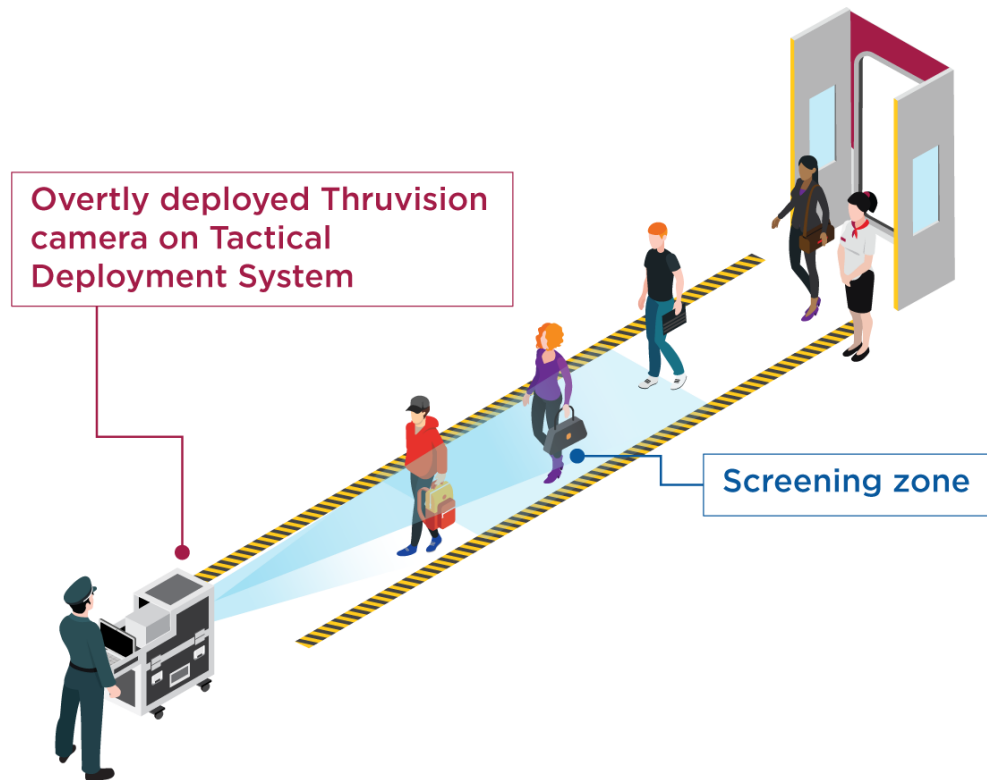 Overtly deployed Thruvision
camera on Tactical
Deployment System
Screening zone